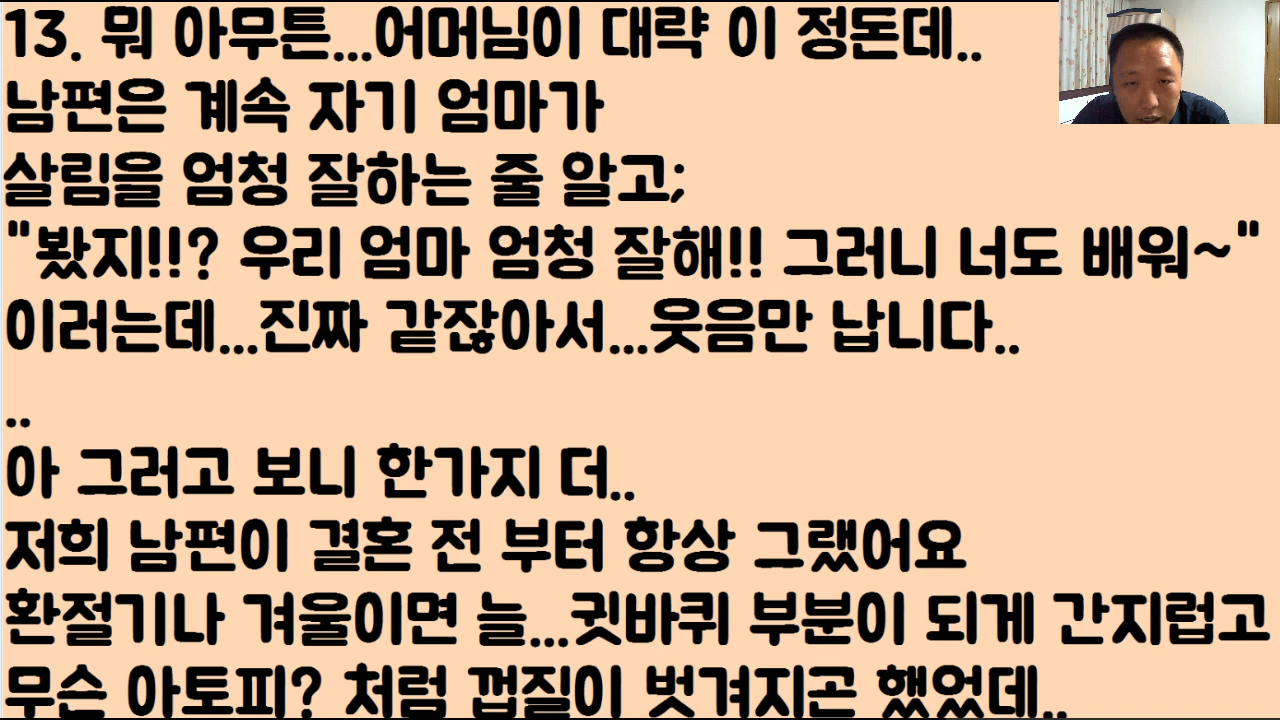 13. 뭐 아무튼...어머님이 대략 이 정돈데..
남편은 계속 자기 엄마가
살림을 엄청 잘하는 줄 알고;
"봤지!!? 우리 엄마 엄청 잘해!! 그러니 너도 배워~"
이러는데...진짜 같잖아서...웃음만 납니다..
..
아 그러고 보니 한가지 더..
저희 남편이 결혼 전 부터 항상 그랬어요
환절기나 겨울이면 늘...귓바퀴 부분이 되게 간지럽고
무슨 아토피? 처럼 껍질이 벗겨지곤 했었데..